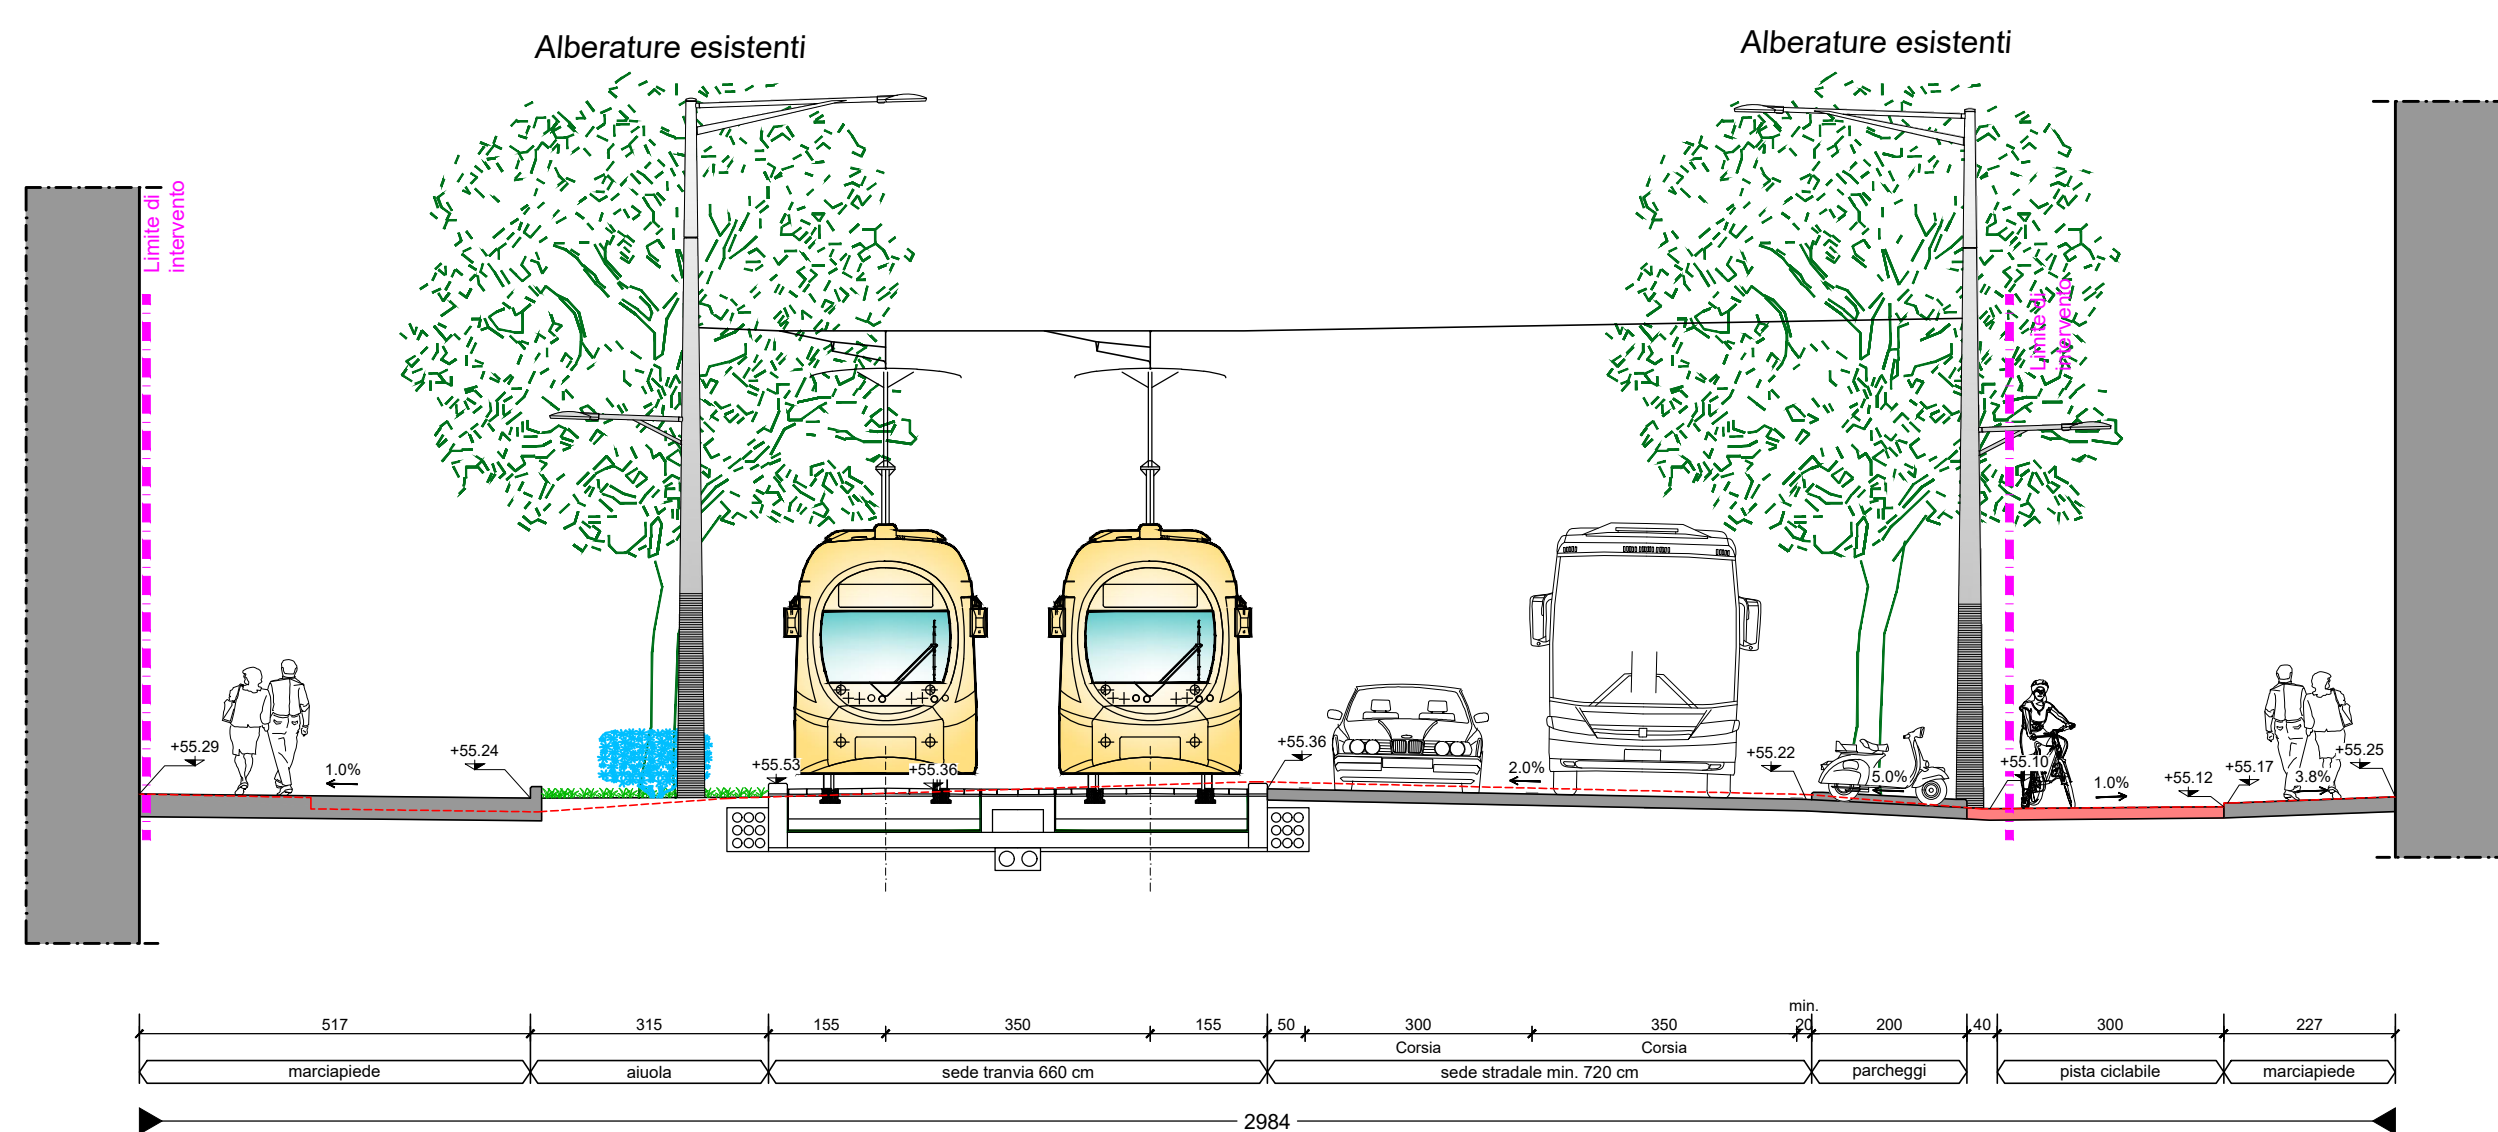 Alberature esistenti
Alberature esistenti
Limite di
intervento
Limite di
intervento
+55.29
1.0%
+55.24
+55.53
+55.36
+55.36
2.0%
+55.22
5.0%
+55.10
1.0%
+55.12
+55.17
3.8%
+55.25
517
315
155
350
155
50
300
350
min.
20
200
40
300
227
Corsia
Corsia
marciapiede
aiuola
sede tranvia 660 cm
sede stradale min. 720 cm
parcheggi
pista ciclabile
marciapiede
2984